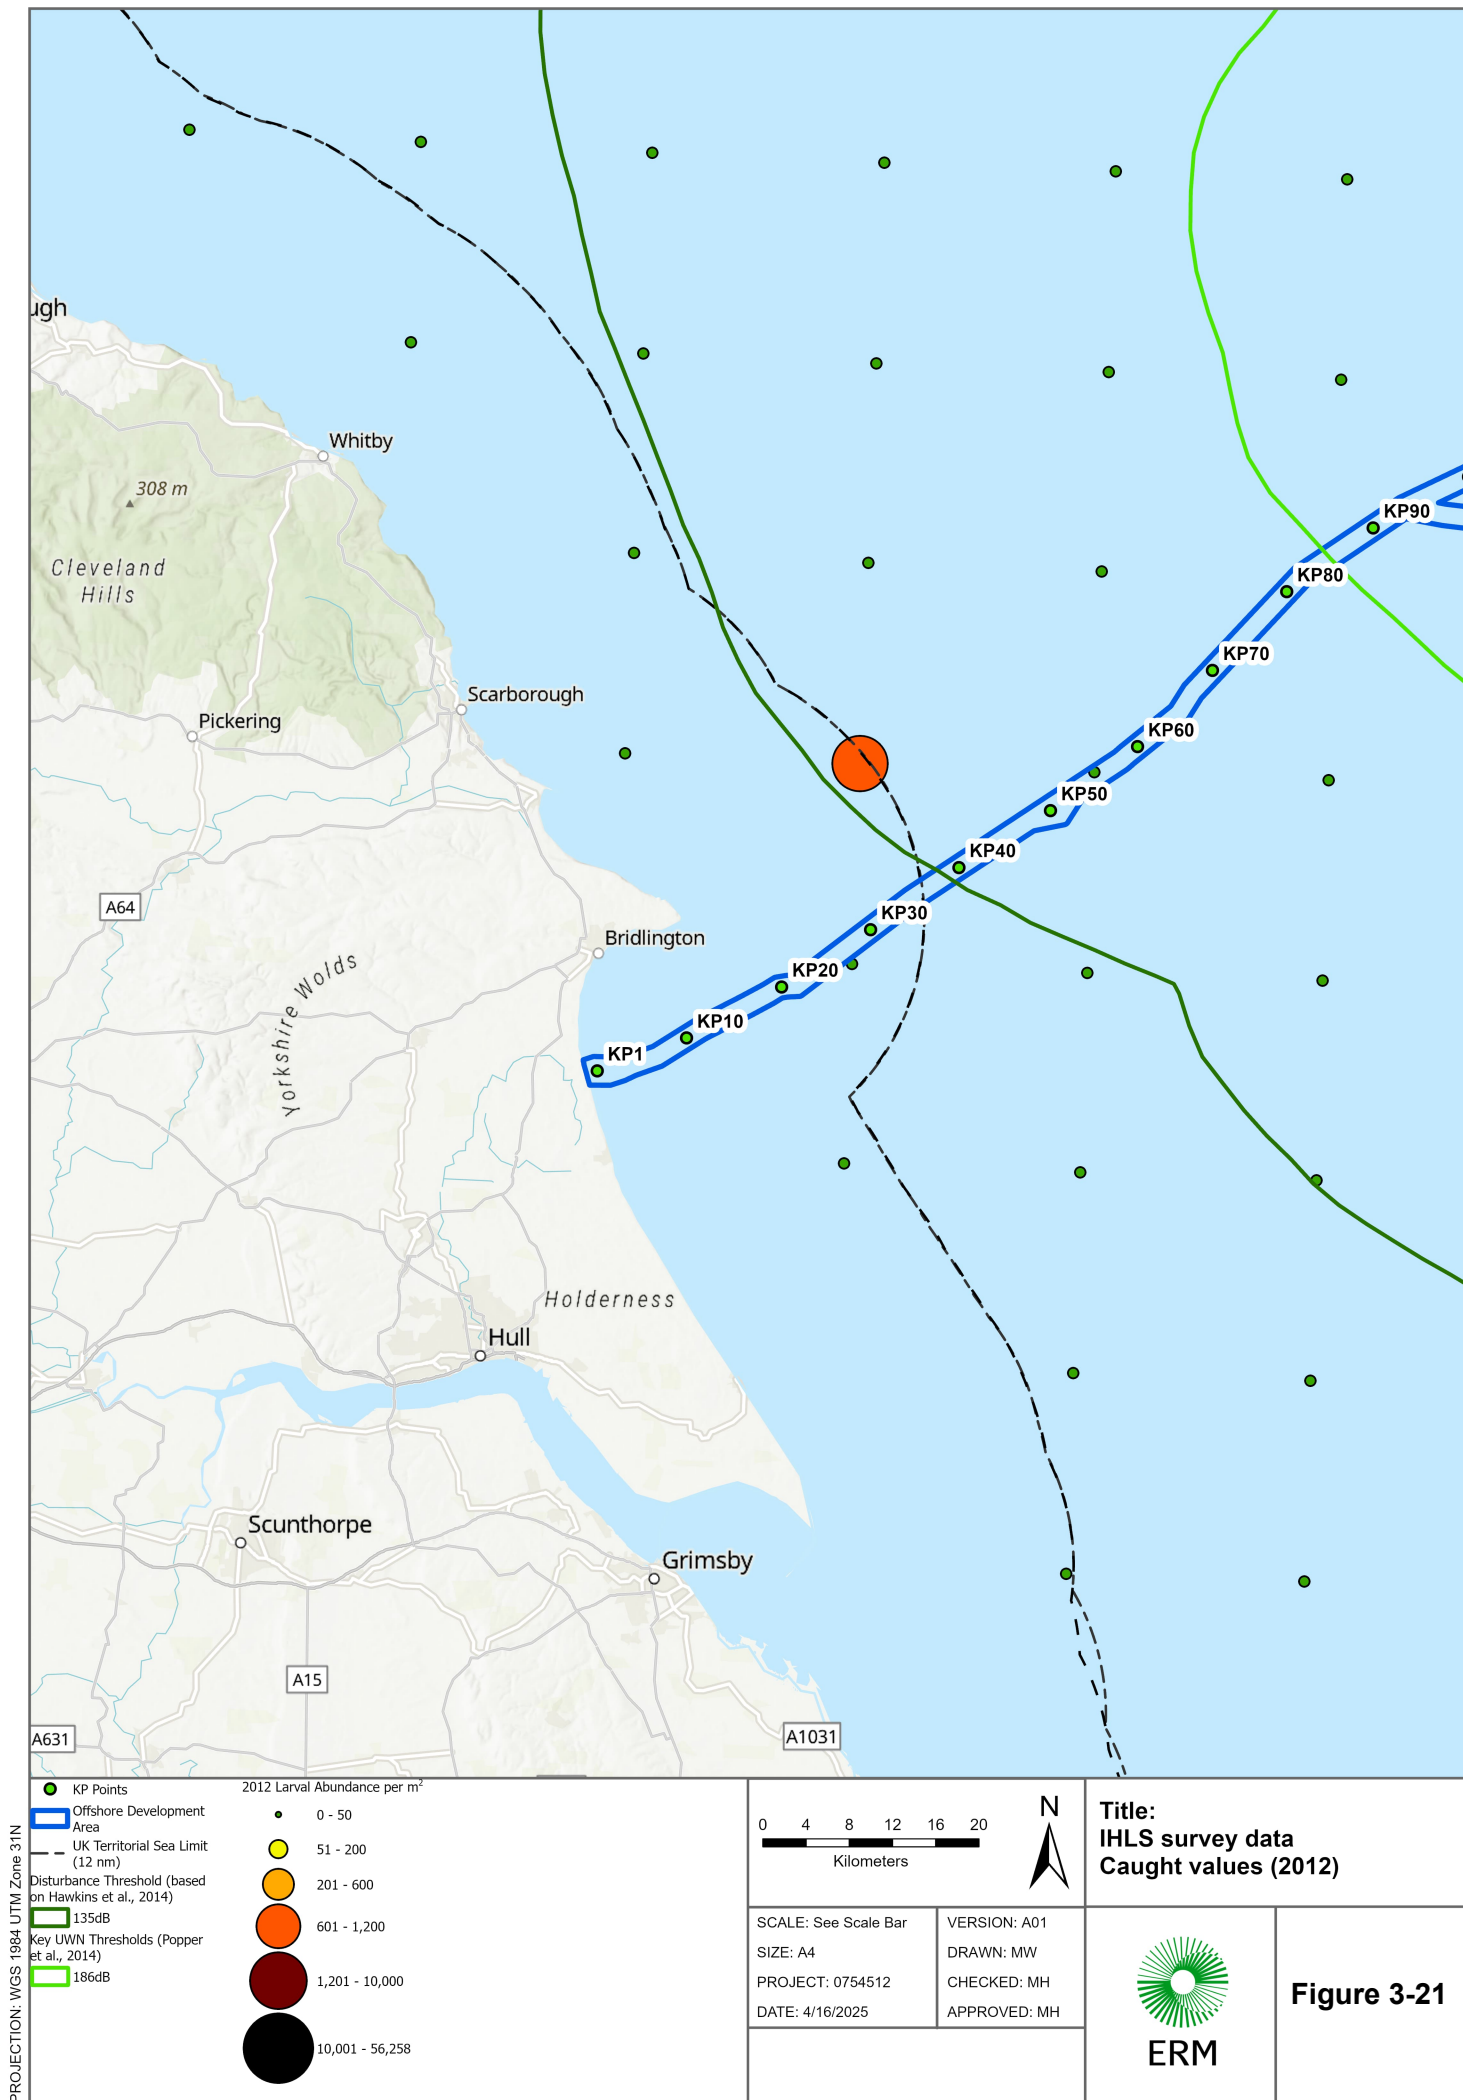 ugh
Whitby
308 m
Cleveland
Hills
KP90
KP80
KP70
Scarborough
Pickering
KP60
KP50
KP40
A64
KP30
Bridlington
KP20
Yorkshire Wolds
KP10
KP1
Holderness
Hull
Scunthorpe
Grimsby
A15
A631
A1031
PROJECTION: WGS 1984 UTM Zone 31N
KP Points
Offshore Development
Area
UK Territorial Sea Limit
(12 nm)
Disturbance Threshold (based
on Hawkins et al., 2014)
135dB
Key UWN Thresholds (Popper
et al., 2014)
186dB
2012 Larval Abundance per m²
0 - 50
51 - 200
201 - 600
601 - 1,200
1,201 - 10,000
10,001 - 56,258
0 4 8 12 16 20
Kilometers
N
Title:
IHLS survey data
Caught values (2012)
SCALE: See Scale Bar
VERSION: A01
SIZE: A4
DRAWN: MW
PROJECT: 0754512
CHECKED: MH
DATE: 4/16/2025
APPROVED: MH
ERM
Figure 3-21